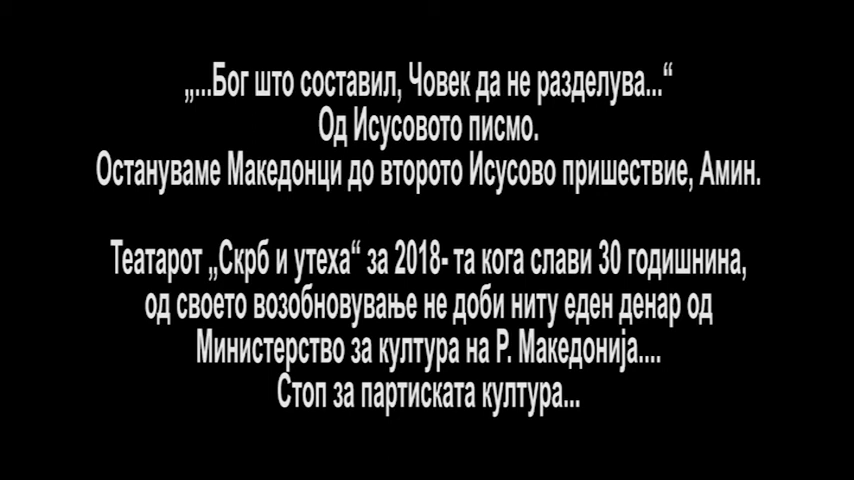 „...Бог што составил, Човек да не разделува...“
Од Исусовото писмо.
Остануваме Македонци до второто Исусово пришествие, Амин.
Театарот „Скрб и утеха“ за 2018- та кога слави 30 годишнина,
од своето возобновување не доби ниту еден денар од
Министерство за култура на Р. Македонија....
Стоп за партиската култура...